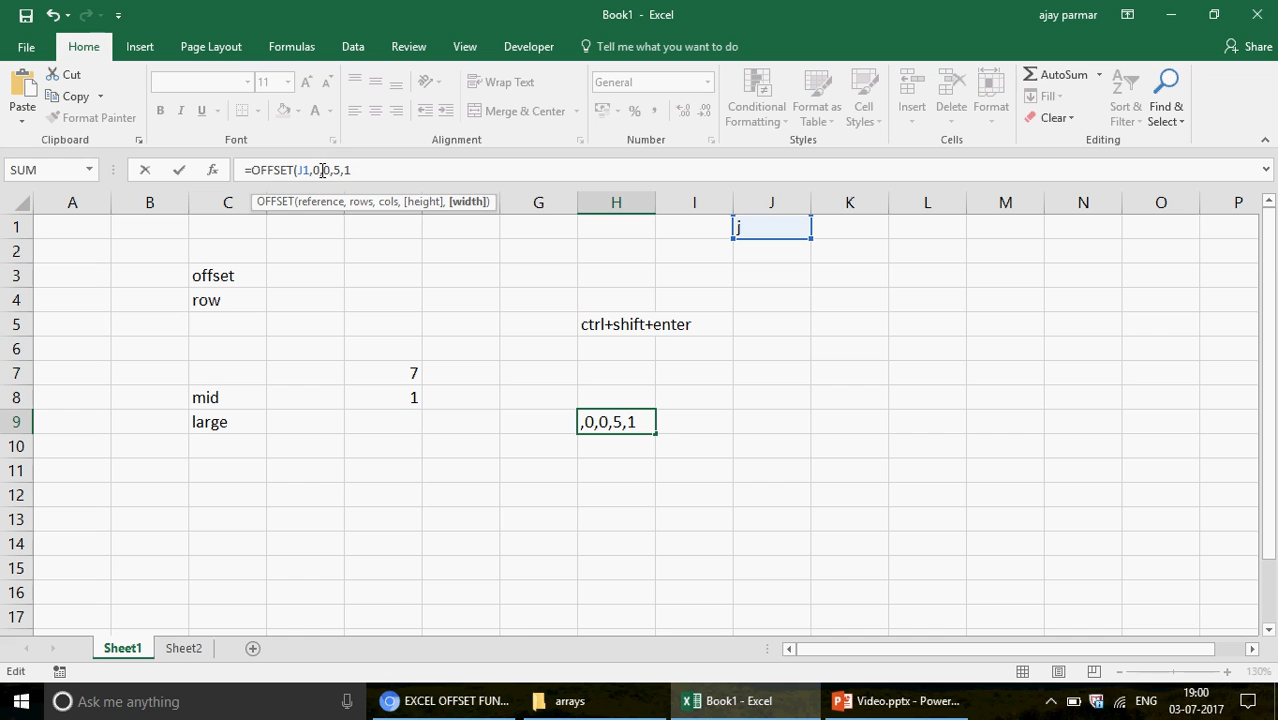 Book1 - Excel
ajay parmar
File
Home
Insert
Page Layout
Formulas
Data
Review
View
Developer
Tell me what you want to do
Share
Paste
Cut
Copy
Format Painter
Clipboard
11
B I U
Font
Wrap Text
Merge & Center
Alignment
General
Number
Conditional Formatting
Format as Table
Cell Styles
Styles
Insert
Delete
Format
Cells
AutoSum
Fill
Clear
Sort & Filter
Find & Select
Editing
SUM
=OFFSET(J1,0,0,5,1
OFFSET(reference, rows, cols, [height], [width])
A B C G H I J K L M N O P
1 j
2
3 offset
4 row
5 ctrl+shift+enter
6
7 7
8 mid 1
9 large ,0,0,5,1
10
11
12
13
14
15
16
17
Sheet1
Sheet2
Edit
130%
Ask me anything
EXCEL OFFSET FUN...
arrays
Book1 - Excel
Video.pptx - Power...
ENG
19:00
03-07-2017